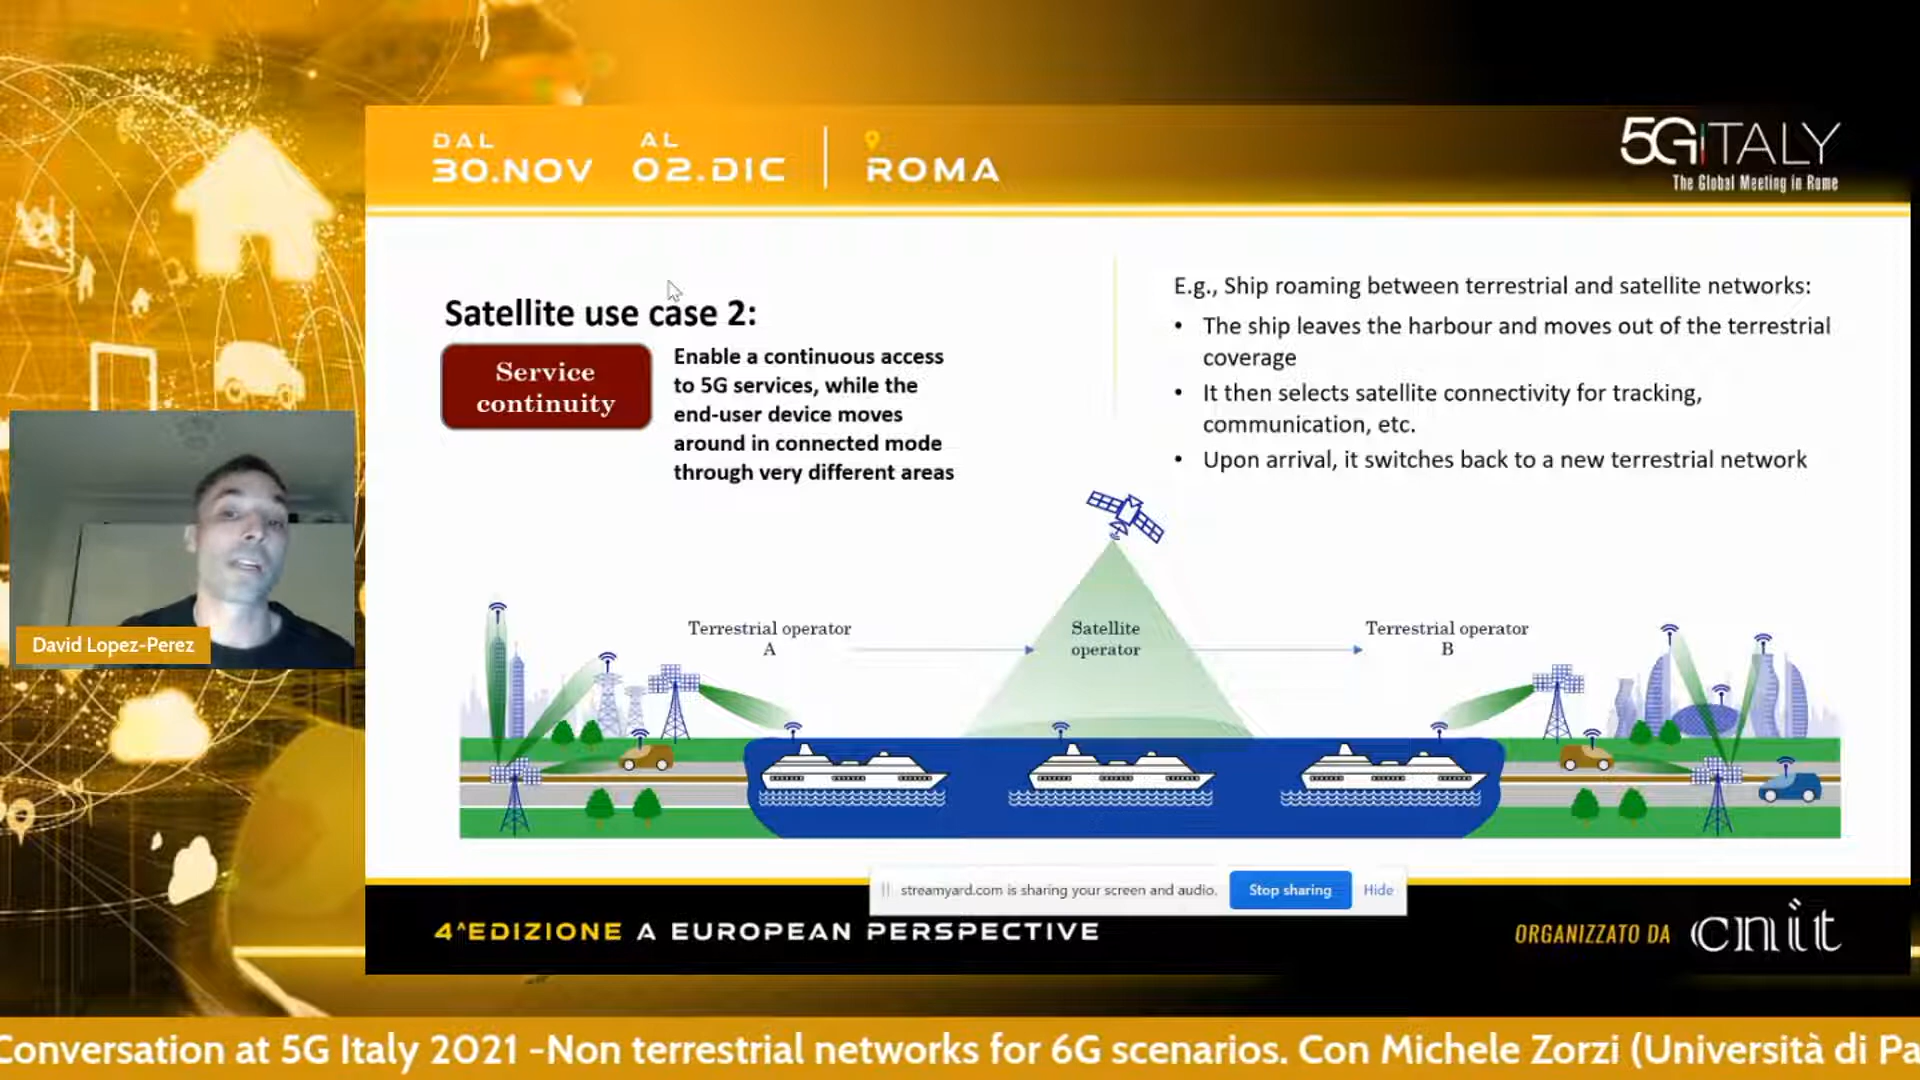 DAL
30.NOV
AL
02.DIC
ROMA
5GITALY
The Global Meeting in Rome
Satellite use case 2:
Service
continuity
Enable a continuous access
to 5G services, while the
end-user device moves
around in connected mode
through very different areas
E.g., Ship roaming between terrestrial and satellite networks:
• The ship leaves the harbour and moves out of the terrestrial
coverage
• It then selects satellite connectivity for tracking,
communication, etc.
• Upon arrival, it switches back to a new terrestrial network
Terrestrial operator
A
Satellite
operator
Terrestrial operator
B
David Lopez-Perez
streamyard.com is sharing your screen and audio.
Stop sharing
Hide
4^EDIZIONE A EUROPEAN PERSPECTIVE
ORGANIZZATO DA cnit
Conversation at 5G Italy 2021 -Non terrestrial networks for 6G scenarios. Con Michele Zorzi (Università di Pa